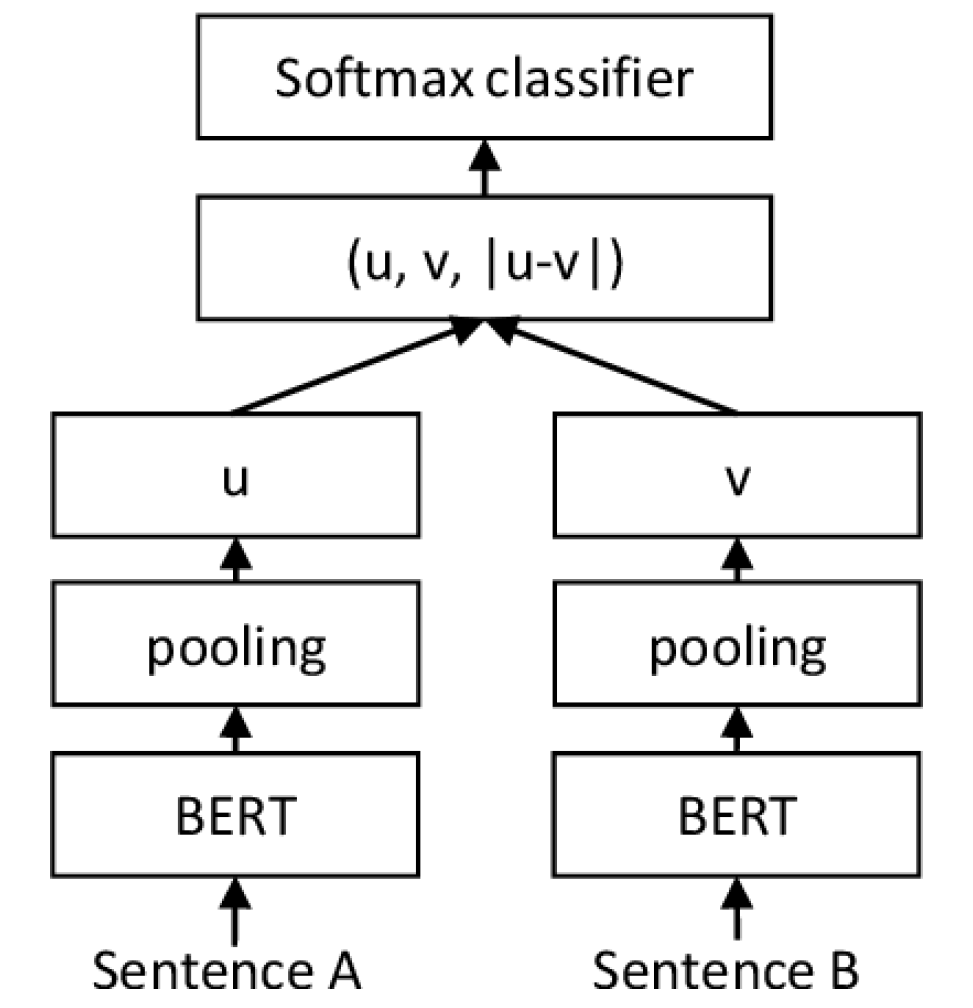 Softmax classifier
(u, v, |u-v|)
u
v
pooling
pooling
BERT
BERT
Sentence A
Sentence B